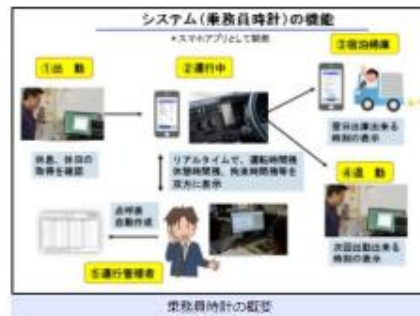 システム(乗務員時計)の機能
*スマホアプリとして開発
①出 勤
②運行中
③宿泊帰庫
休息、休日の
取得を確認
リアルタイムで、運転時間機
休憩時間機、拘束時間機等を
双方に表示
翌日出庫出来る
時刻の表示
④退 勤
点呼表
自動作成
⑤運行管理者
次回出勤出来る
時刻の表示
乗務員時計の概要